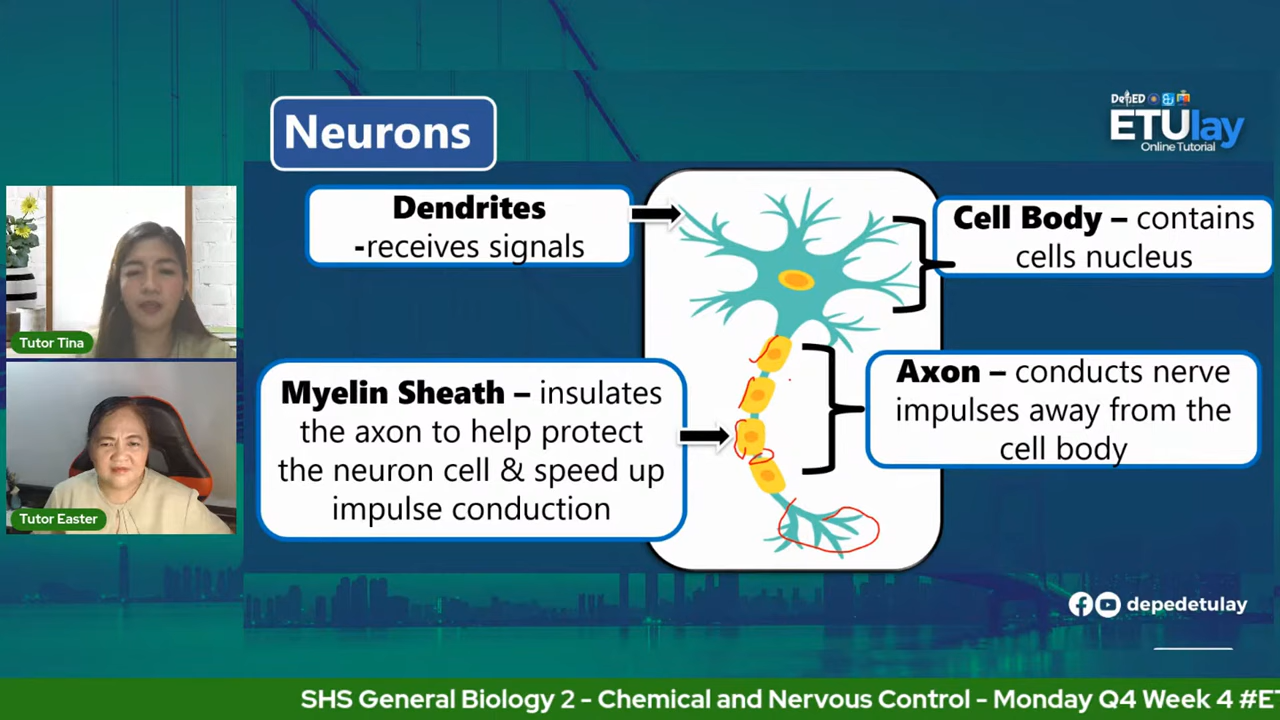 Neurons
DepED
ETUlay
Online Tutorial
Dendrites
-receives signals
Cell Body – contains
cells nucleus
Tutor Tina
Myelin Sheath – insulates
the axon to help protect
the neuron cell & speed up
impulse conduction
Axon – conducts nerve
impulses away from the
cell body
Tutor Easter
depedetulay
SHS General Biology 2 - Chemical and Nervous Control - Monday Q4 Week 4 #ET